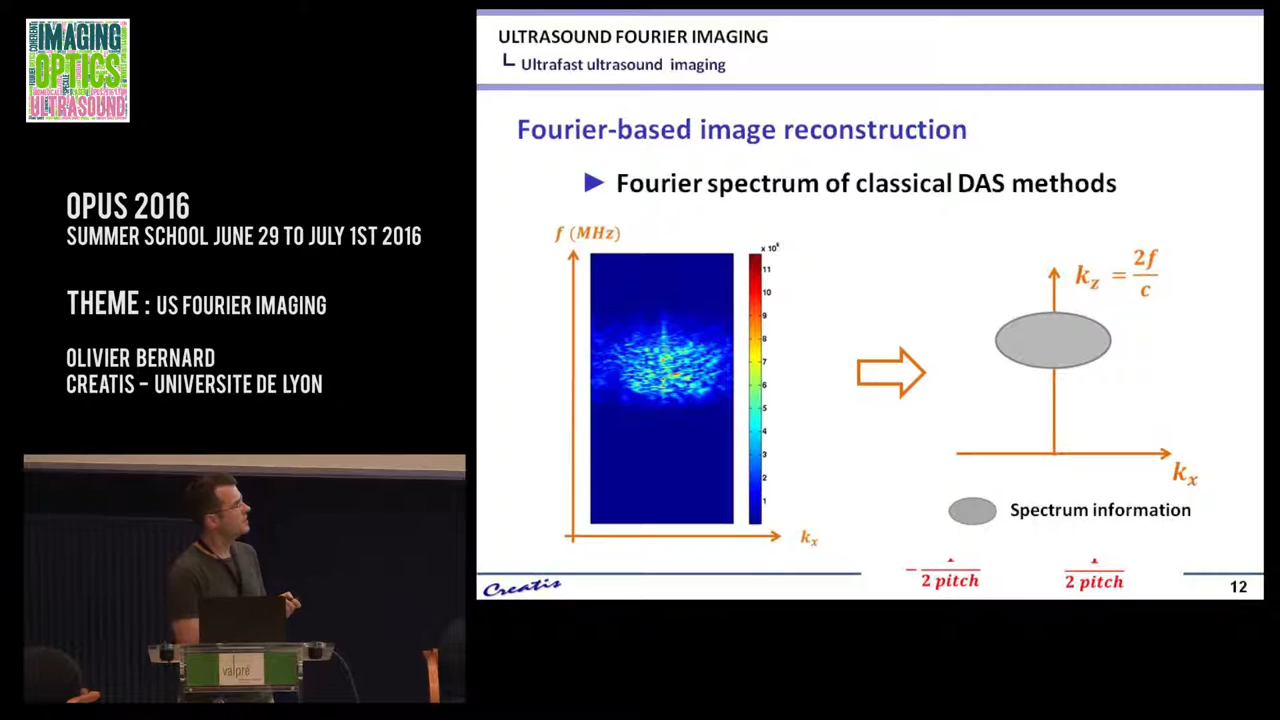 COHERENT
IMAGING
OPTICS
ULTRASOUND
OPUS 2016
SUMMER SCHOOL JUNE 29 TO JULY 1ST 2016
THEME : US FOURIER IMAGING
OLIVIER BERNARD
CREATIS – UNIVERSITE DE LYON
valpré
ULTRASOUND FOURIER IMAGING
Ultrafast ultrasound imaging
Fourier-based image reconstruction
Fourier spectrum of classical DAS methods
f (MHz)
x 10
11
10
9
8
7
6
5
4
3
2
1
kx
kz = 2f/c
kx
Spectrum information
2 pitch
2 pitch
Creatis
12